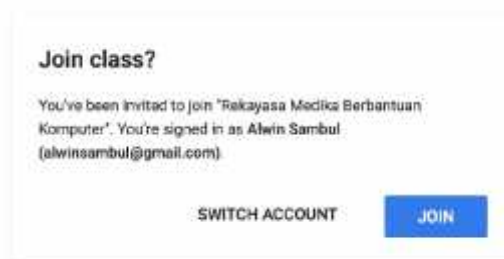 Join class?
You've been invited to join "Rekayasa Medika Berbantuan
Komputer". You're signed in as Alwin Sambul
(alwinsambul@gmail.com).
SWITCH ACCOUNT
JOIN